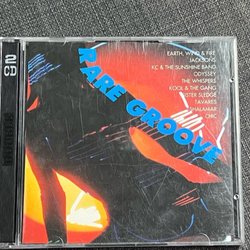 2
CD
RARE GROOVE
EARTH, WIND & FIRE
JACKSONS
KC & THE SUNSHINE BAND
ODYSSEY
THE WHISPERS
KOOL & THE GANG
SISTER SLEDGE
TAVARES
SHALAMAR
CHIC